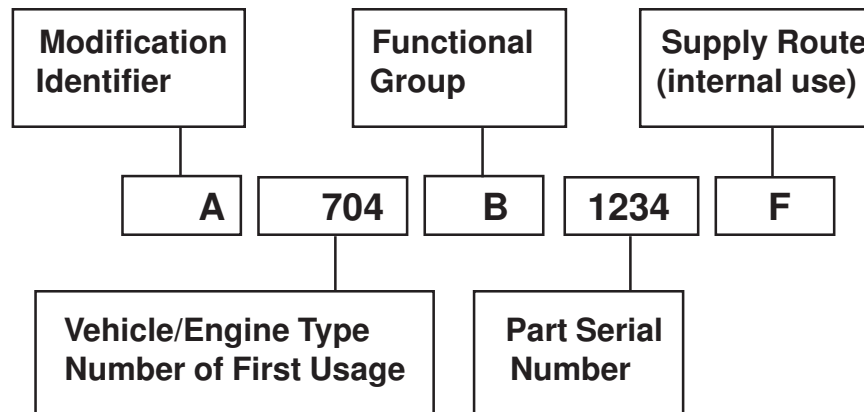 Modification
Identifier
Functional
Group
Supply Route
(internal use)
A
704
B
1234
F
Vehicle/Engine Type
Number of First Usage
Part Serial
Number